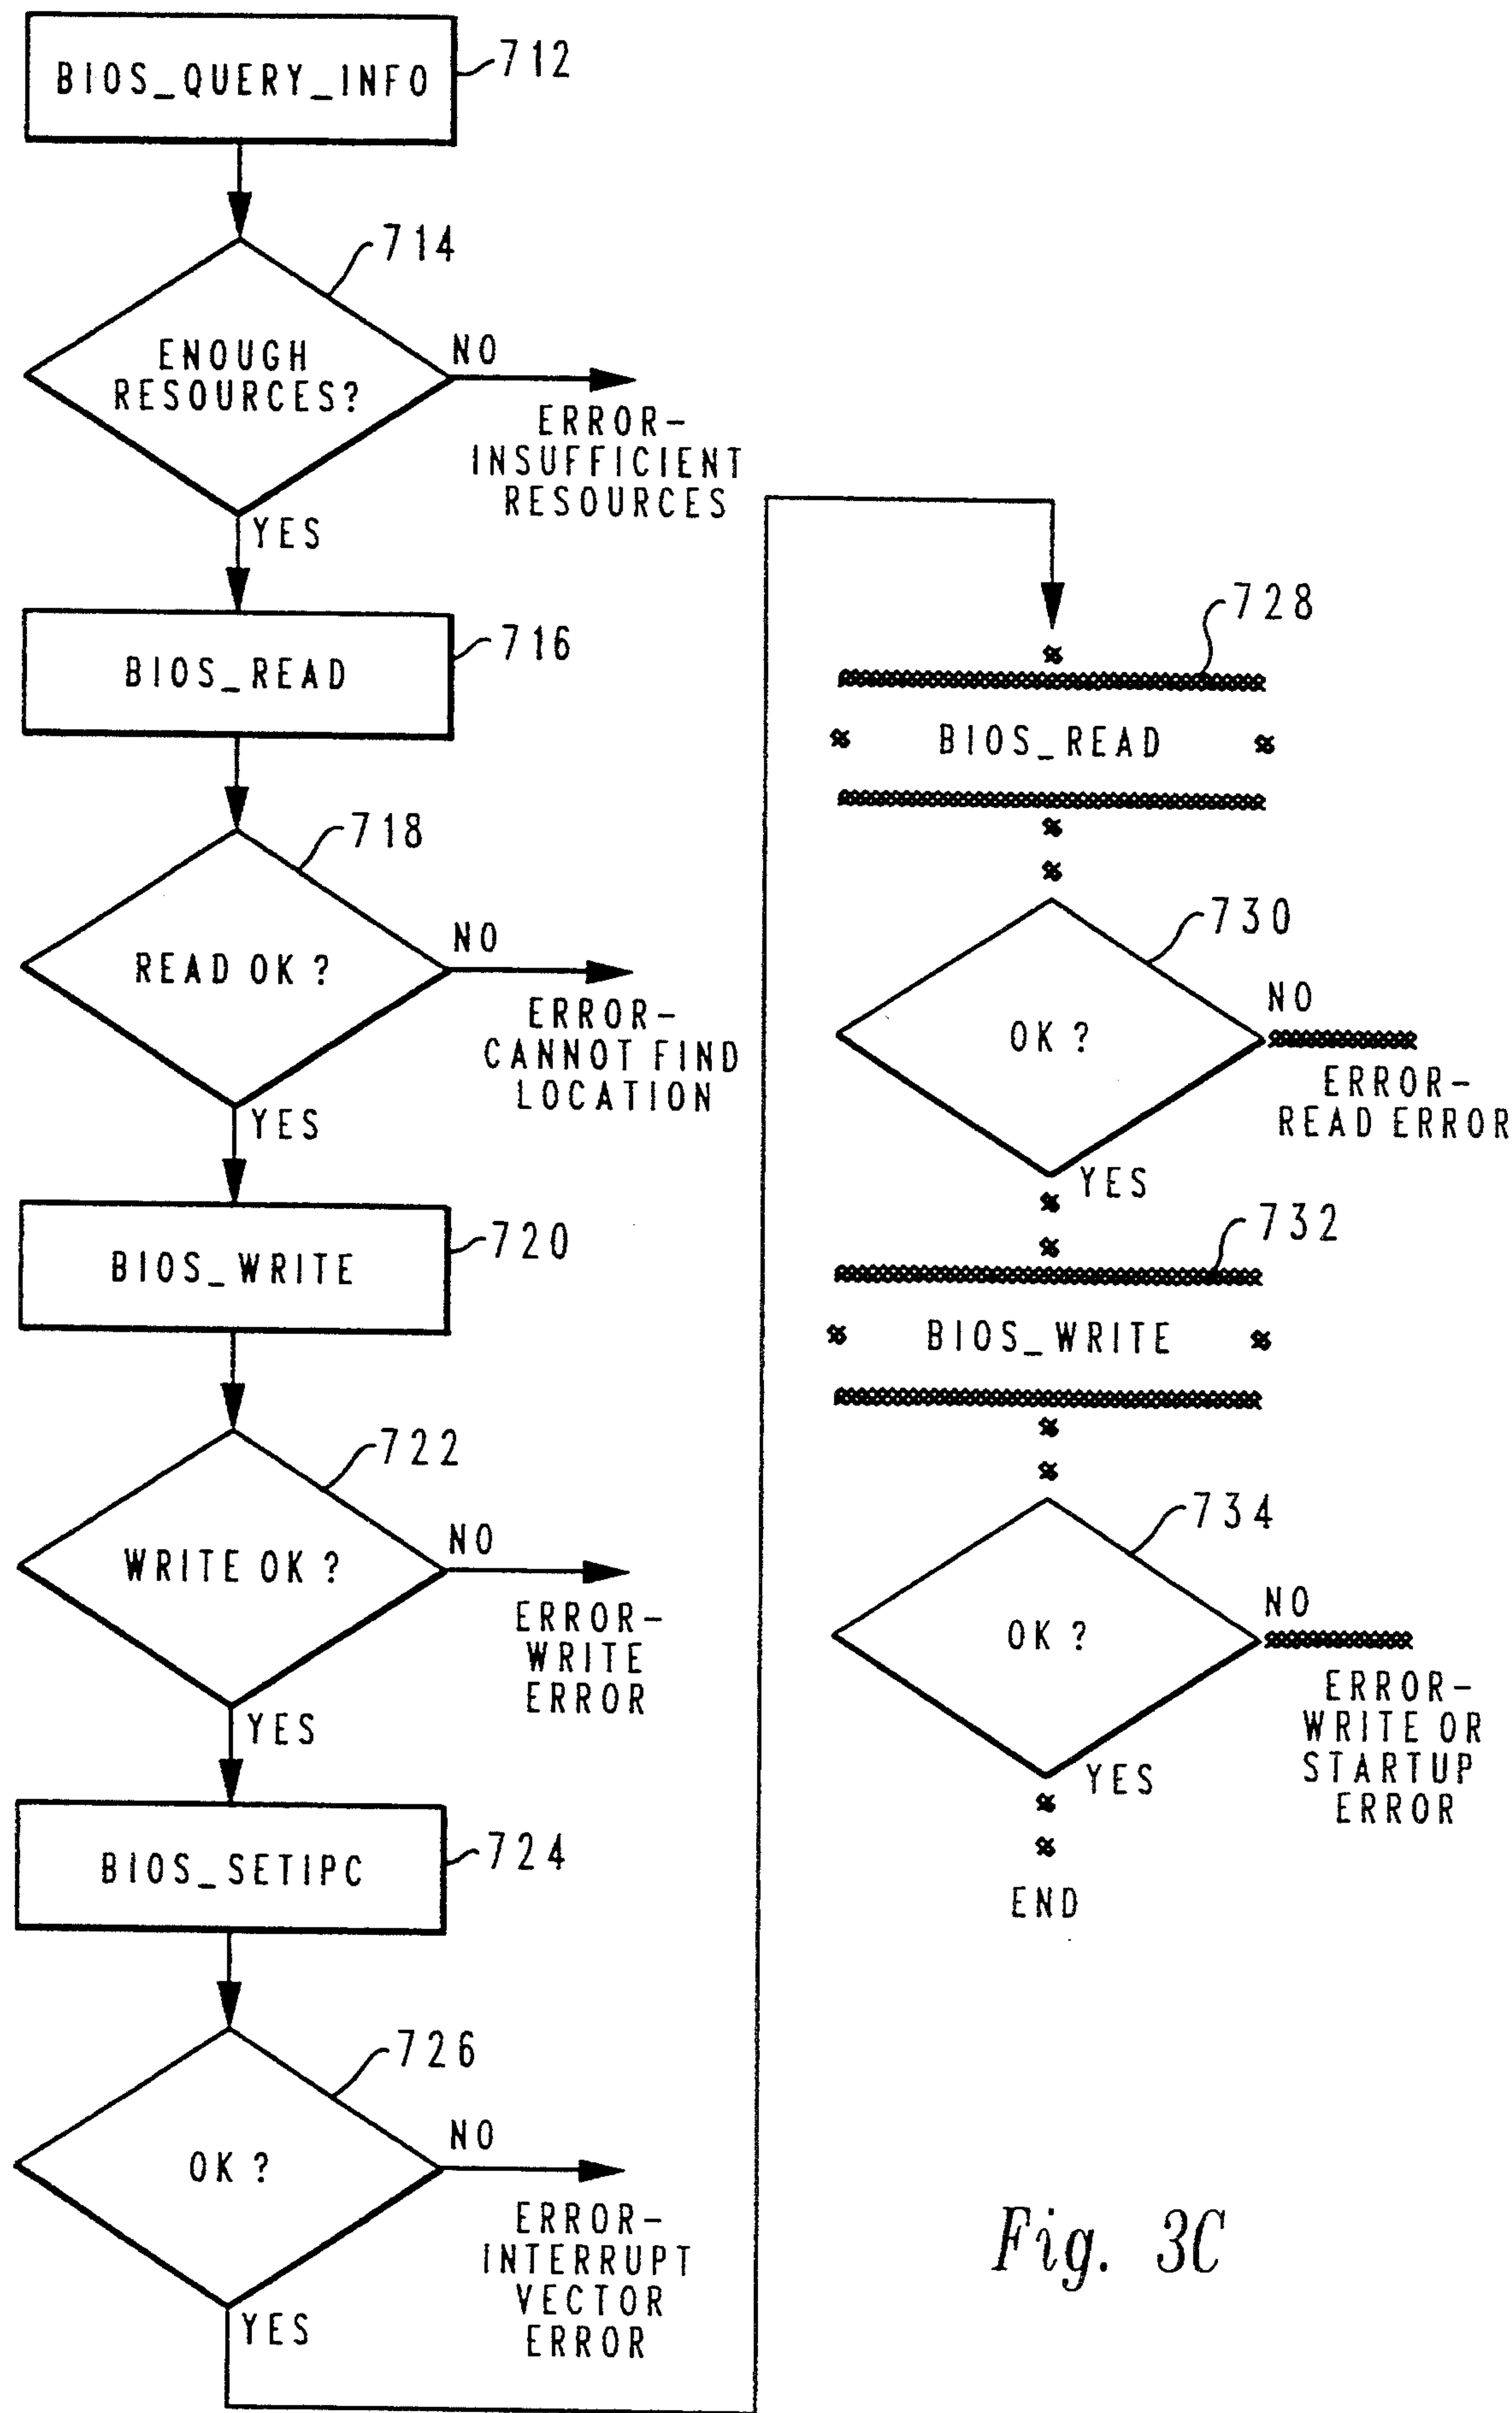 BIOS_QUERY_INFO
712
714
ENOUGH
RESOURCES?
NO
ERROR-
INSUFFICIENT
RESOURCES
YES
BIOS_READ
716
718
READ OK?
NO
ERROR-
CANNOT FIND
LOCATION
YES
BIOS_WRITE
720
722
WRITE OK?
NO
ERROR-
WRITE
ERROR
YES
BIOS_SETIPC
724
726
OK?
NO
ERROR-
INTERRUPT
VECTOR
ERROR
YES
728
BIOS_READ
730
OK?
NO
ERROR-
READ ERROR
YES
732
BIOS_WRITE
734
OK?
NO
ERROR-
WRITE OR
STARTUP
ERROR
YES
END
Fig. 3C